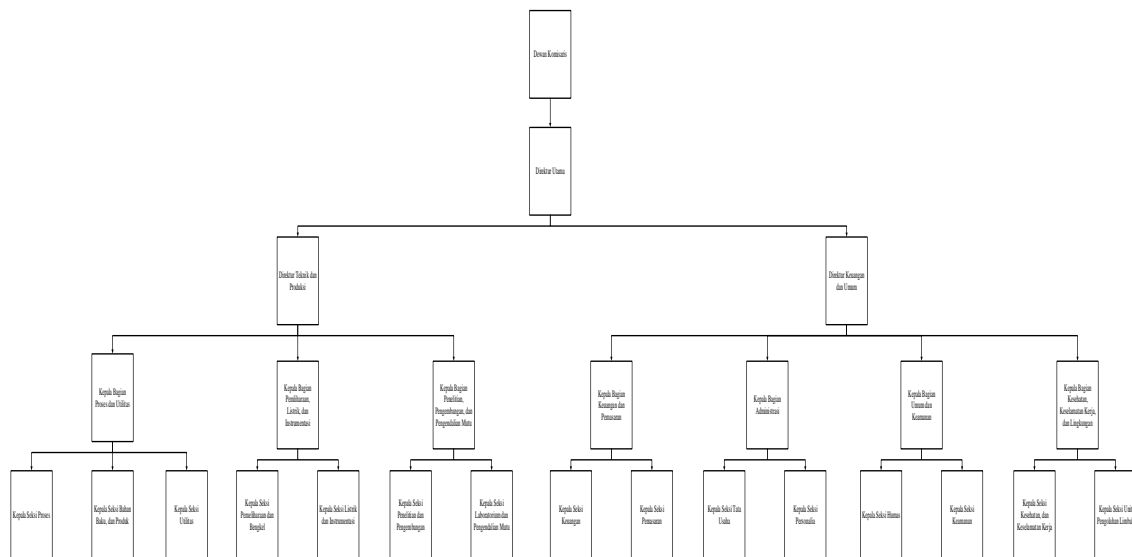 Dewan Komisaris
Direktur Utama
Direktur Teknik dan
Produksi
Direktur Keuangan
dan Umum
Kepala Bagian
Proses dan Utilitas
Kepala Bagian
Pemliharaan,
Listrik, dan
Instrumentasi
Kepala Bagian
Penelitian,
Pengembangan, dan
Pengendalian Mutu
Kepala Bagian
Keuangan dan
Pemasaran
Kepala Bagian
Administrasi
Kepala Bagian
Umum dan
Keamanan
Kepala Bagian
Kesehatan,
Keselamatan Kerja,
dan Lingkungan
Kepala Seksi Proses
Kepala Seksi Bahan
Baku, dan Produk
Kepala Seksi
Utilitas
Kepala Seksi
Pemeliharaan dan
Bengkel
Kepala Seksi Listrik
dan Instrumentasi
Kepala Seksi
Penelitian dan
Pengembangan
Kepala Seksi
Laboratorium dan
Pengendalian Mutu
Kepala Seksi
Keuangan
Kepala Seksi
Pemasaran
Kepala Seksi Tata
Usaha
Kepala Seksi
Personalia
Kepala Seksi Humas
Kepala Seksi
Keamanan
Kepala Seksi
Kesehatan, dan
Keselamatan Kerja
Kepala Seksi Unit
Pengolahan Limbah